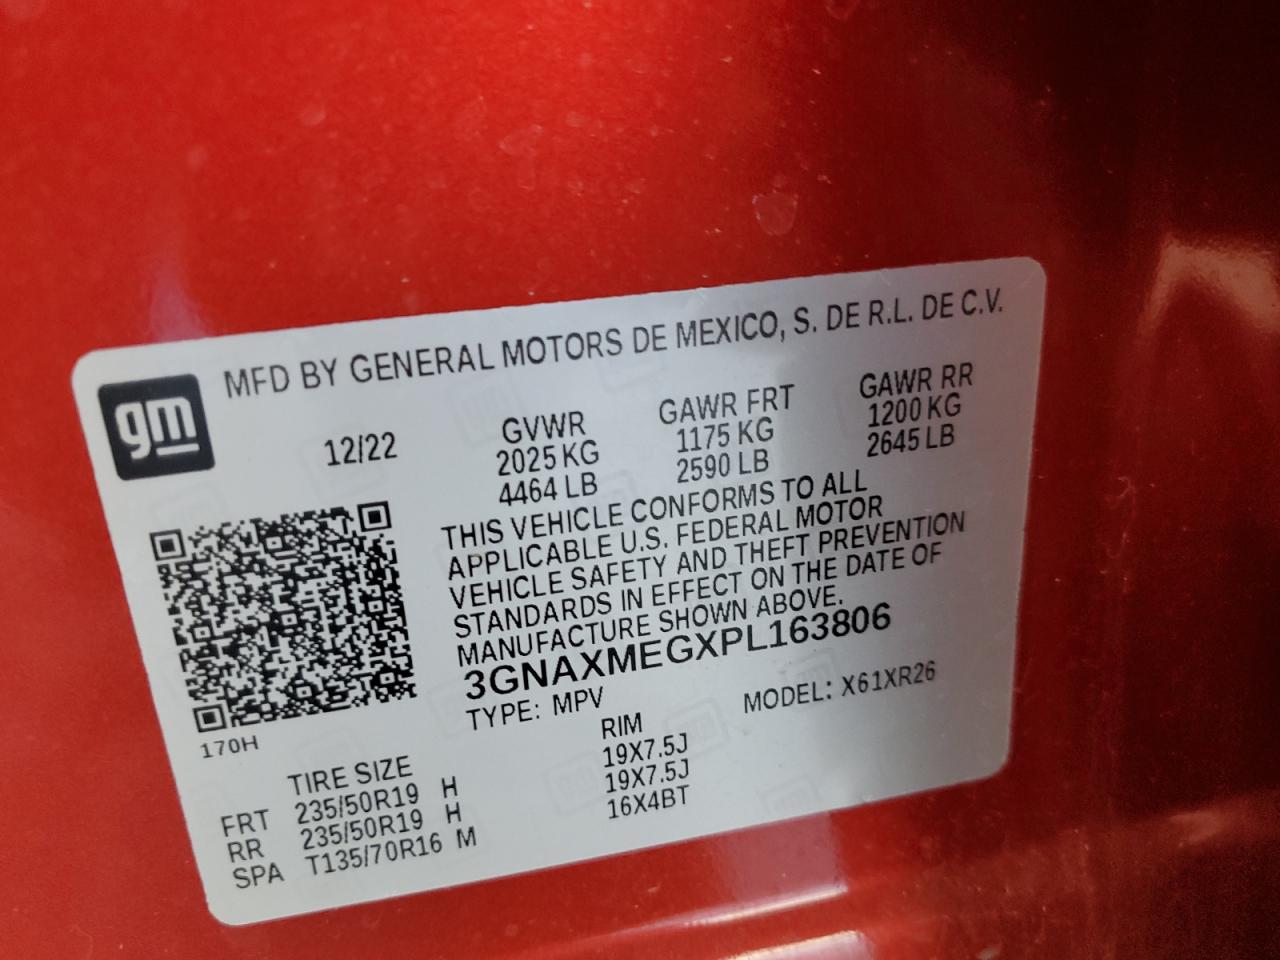 MFD BY GENERAL MOTORS DE MEXICO, S. DE R.L. DE C.V.
gm
12/22
GVWR GAWR FRT GAWR RR
2025 KG 1175 KG 1200 KG
4464 LB 2590 LB 2645 LB
THIS VEHICLE CONFORMS TO ALL
APPLICABLE U.S. FEDERAL MOTOR
VEHICLE SAFETY AND THEFT PREVENTION
STANDARDS IN EFFECT ON THE DATE OF
MANUFACTURE SHOWN ABOVE.
3GNAXMEGXPL163806
TYPE: MPV MODEL: X61XR26
170H
TIRE SIZE RIM
FRT 235/50R19 H 19X7.5J
RR 235/50R19 H 19X7.5J
SPA T135/70R16 M 16X4BT